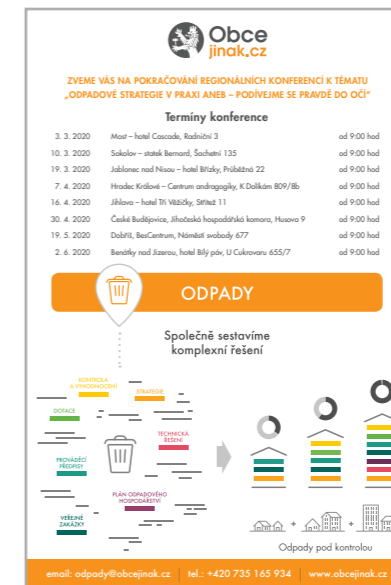 Obce
jinak.cz
ZVEME VÁS NA POKRAČOVÁNÍ REGIONÁLNÍCH KONFERENCÍ K TÉMATU
„ODPADOVÉ STRATEGIE V PRAXI ANEB – PODÍVEJME SE PRAVDĚ DO OČÍ“
Termíny konference
3. 3. 2020 Most – hotel Cascade, Radniční 3 od 9:00 hod
10. 3. 2020 Sokolov – statek Bernard, Šachetní 135 od 9:00 hod
19. 3. 2020 Jablonec nad Nisou – hotel Břízky, Průběžná 22 od 9:00 hod
7. 4. 2020 Hradec Králové – Centrum andragogiky, K Dolíkám 809/8b od 9:00 hod
16. 4. 2020 Jihlava – hotel Tři Věžičky, Střítež 11 od 9:00 hod
30. 4. 2020 České Budějovice, Jihočeská hospodářská komora, Husova 9 od 9:00 hod
19. 5. 2020 Dobříš, BesCentrum, Náměstí svobody 677 od 9:00 hod
2. 6. 2020 Benátky nad Jizerou, hotel Bílý páv, U Cukrovaru 655/7 od 9:00 hod
ODPADY
Společně sestavíme
komplexní řešení
KONTROLA
A VYHODNOCENÍ
STRATEGIE
DOTACE
TECHNICKÁ
ŘEŠENÍ
PROVÁDĚCÍ
PŘEDPISY
PLÁN ODPADOVÉHO
HOSPODÁŘSTVÍ
VEŘEJNÉ
ZAKÁZKY
Odpady pod kontrolou
email: odpady@obcejinak.cz | tel.: +420 735 165 934 | www.obcejinak.cz